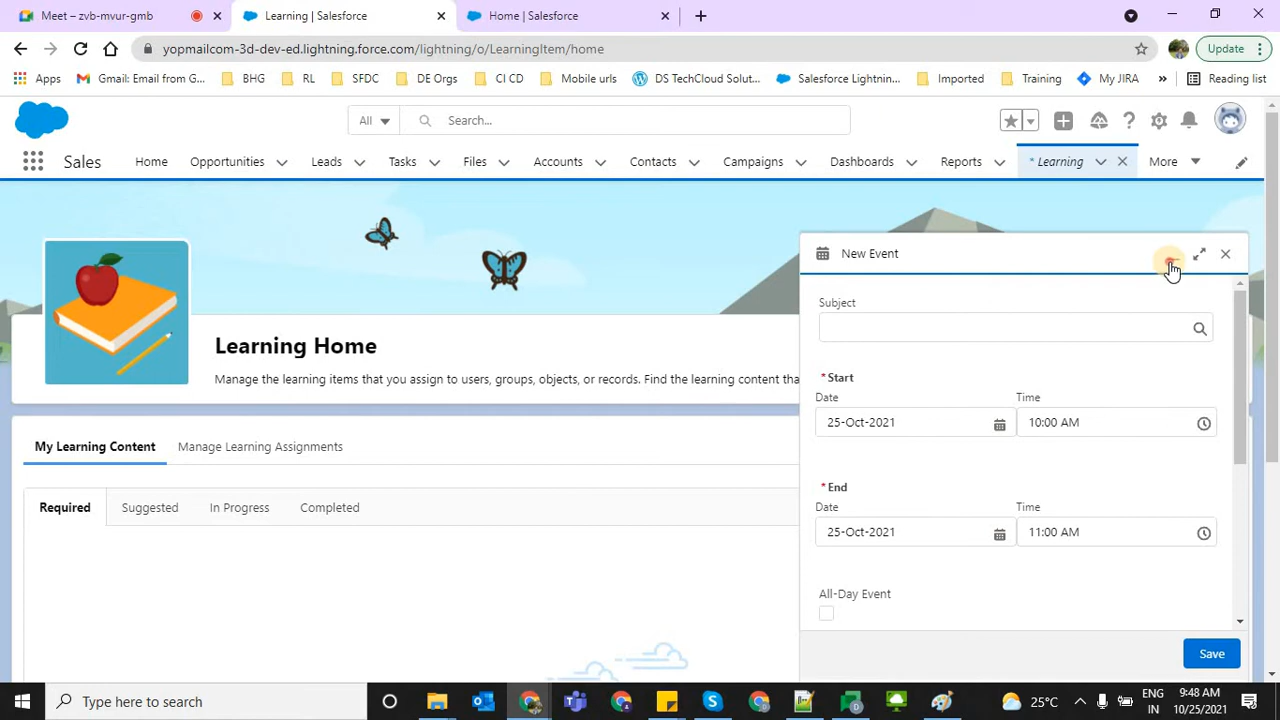 Meet – zvb-mvur-gmb
Learning | Salesforce
Home | Salesforce
yopmailcom-3d-dev-ed.lightning.force.com/lightning/o/LearningItem/home
Update
Apps
Gmail: Email from G...
BHG
RL
SFDC
DE Orgs
CI CD
Mobile urls
DS TechCloud Solut...
Salesforce Lightnin...
Imported
Training
My JIRA
»
Reading list
All
Search...
Sales
Home
Opportunities
Leads
Tasks
Files
Accounts
Contacts
Campaigns
Dashboards
Reports
* Learning
More
New Event
Subject
* Start
Date
Time
25-Oct-2021
10:00 AM
* End
Date
Time
25-Oct-2021
11:00 AM
All-Day Event
Save
Learning Home
Manage the learning items that you assign to users, groups, objects, or records. Find the learning content tha
My Learning Content
Manage Learning Assignments
Required
Suggested
In Progress
Completed
Type here to search
25°C
ENG
IN
9:48 AM
10/25/2021